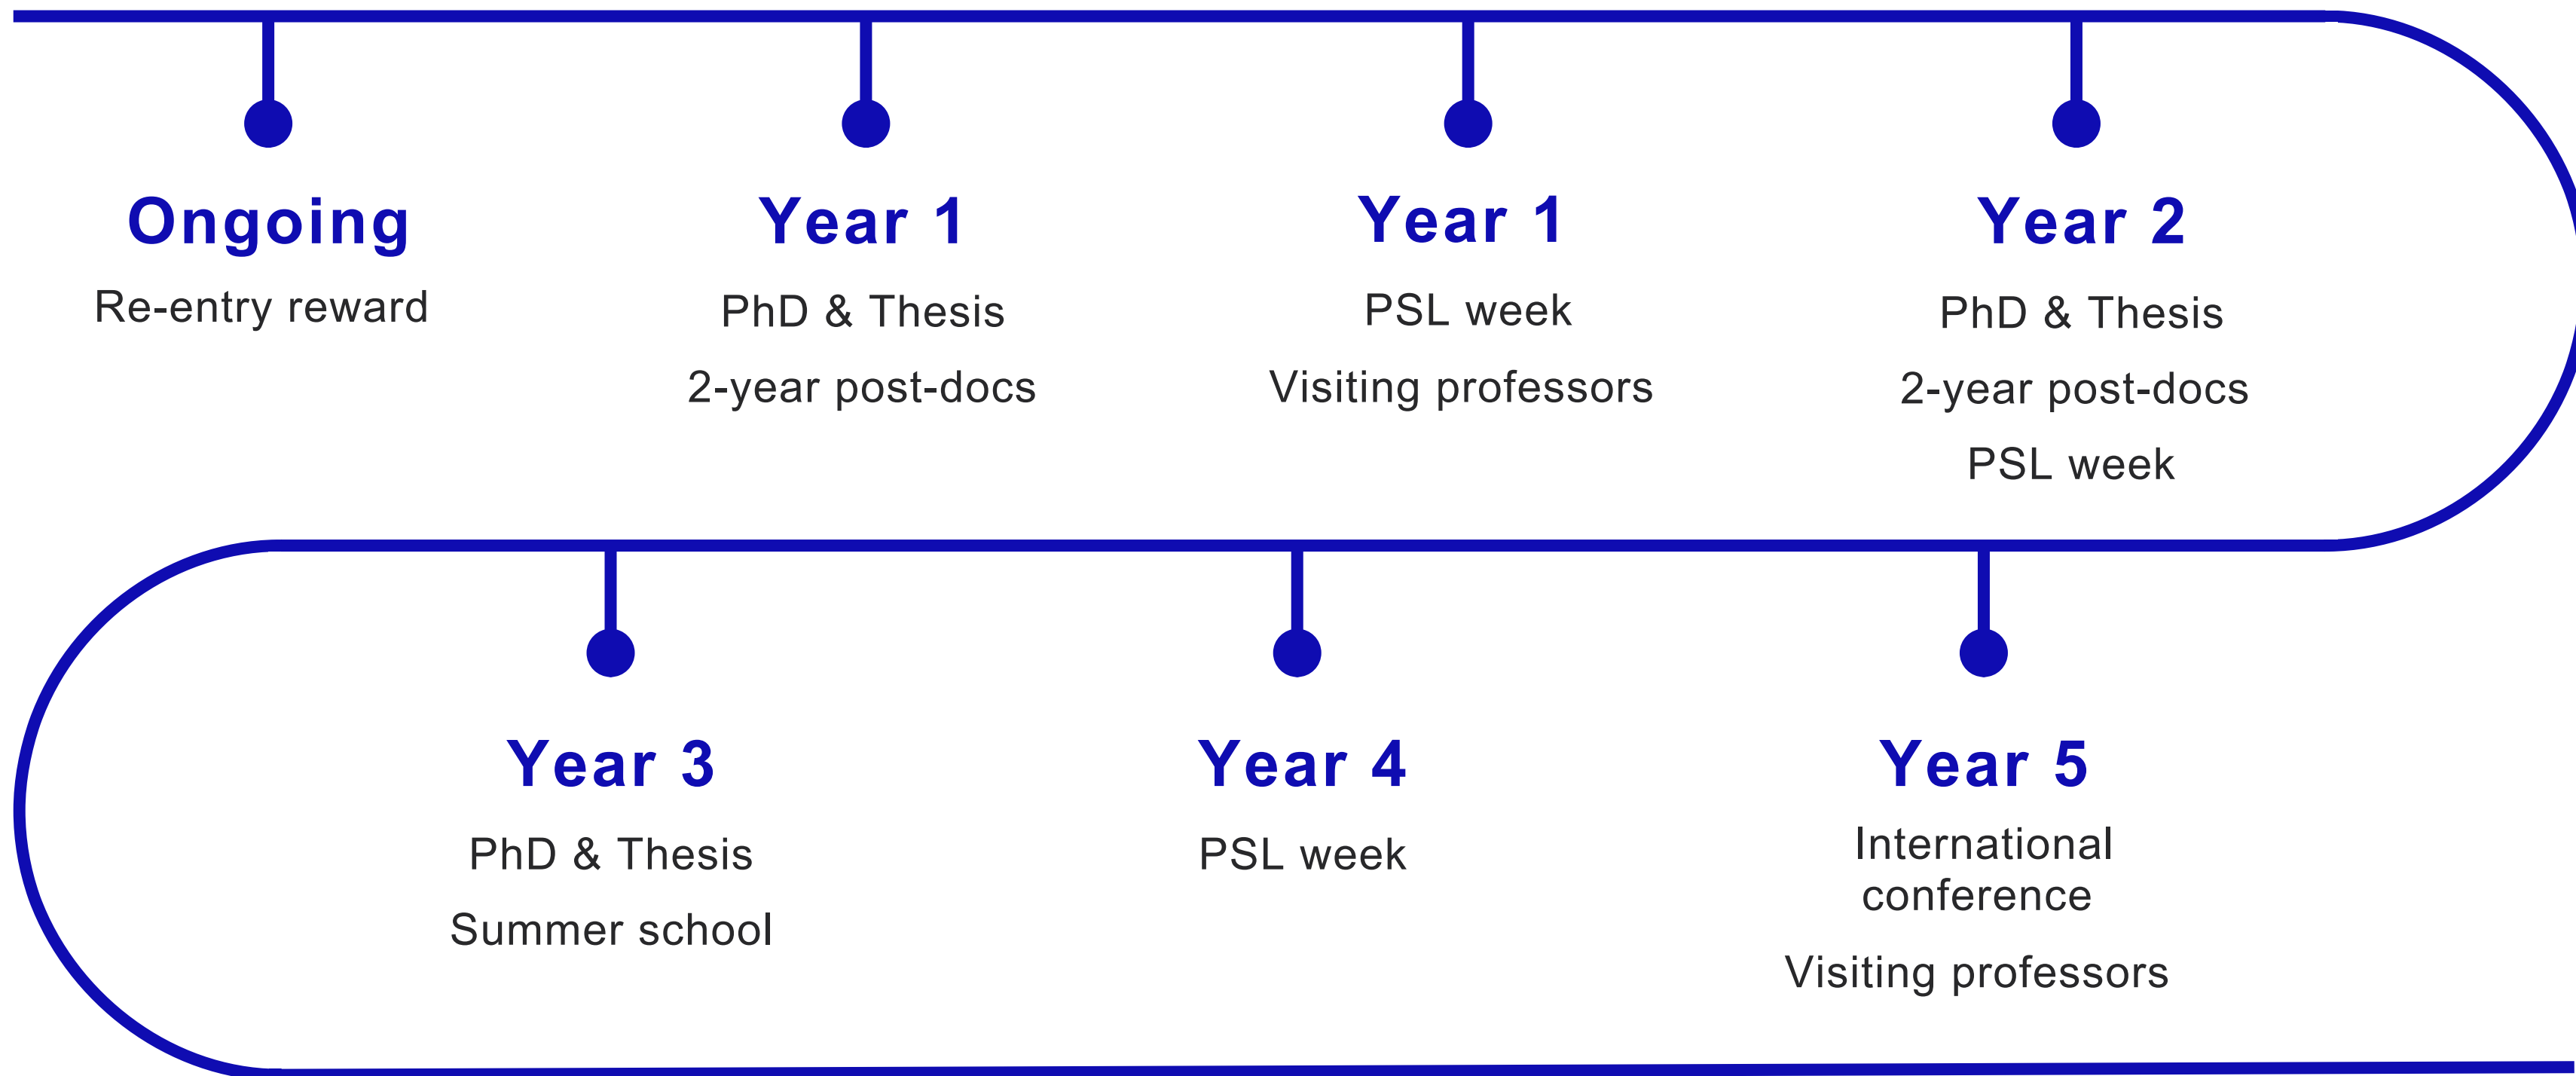 Ongoing
Re-entry reward
Year 1
PhD & Thesis
2-year post-docs
Year 1
PSL week
Visiting professors
Year 2
PhD & Thesis
2-year post-docs
PSL week
Year 3
PhD & Thesis
Summer school
Year 4
PSL week
Year 5
International
conference
Visiting professors